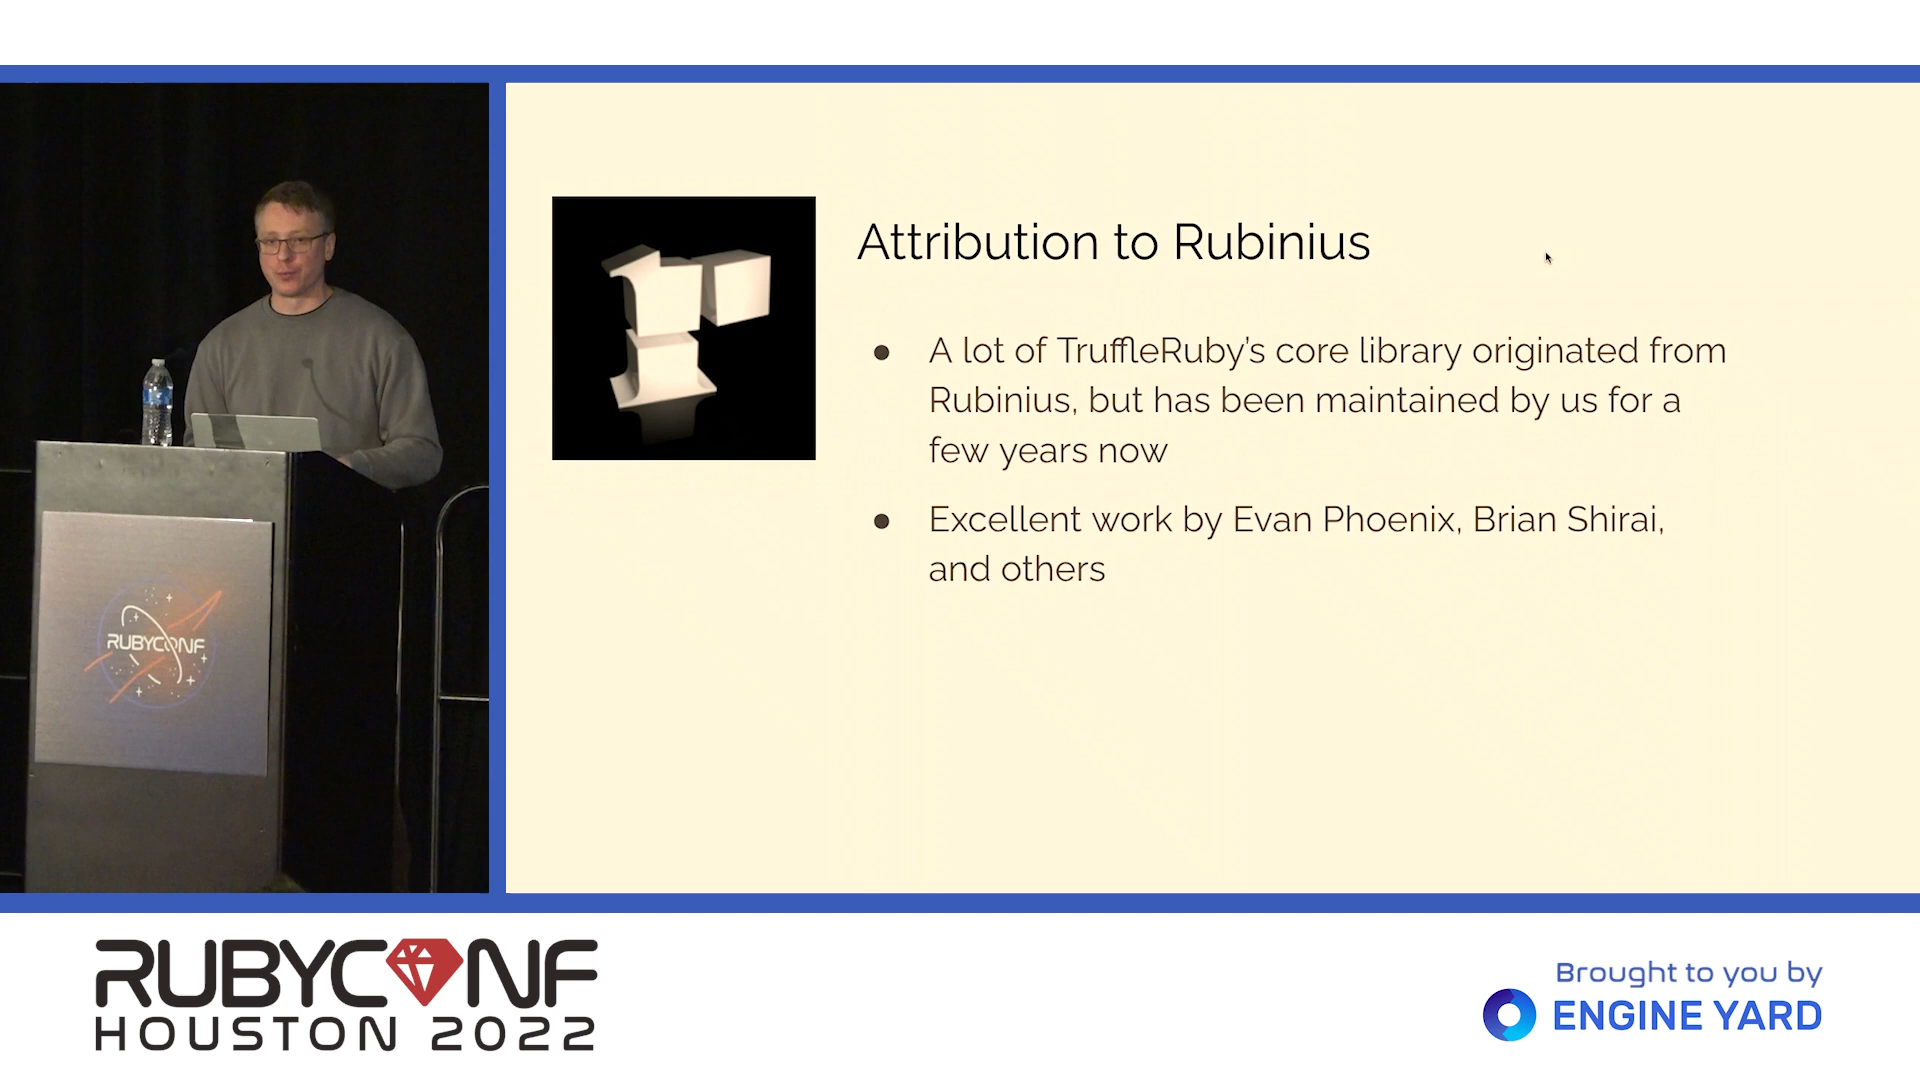 Attribution to Rubinius
● A lot of TruffleRuby's core library originated from
Rubinius, but has been maintained by us for a
few years now
● Excellent work by Evan Phoenix, Brian Shirai,
and others
RUBYCONF
RUBYCONF
HOUSTON 2022
Brought to you by
ENGINE YARD